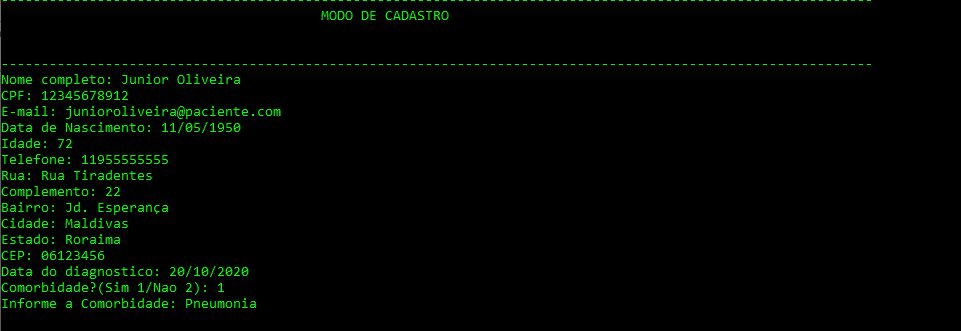 -------------------------------------------------------------------------------------------------------------
MODO DE CADASTRO
-------------------------------------------------------------------------------------------------------------
Nome completo: Junior Oliveira
CPF: 12345678912
E-mail: junioroliveira@paciente.com
Data de Nascimento: 11/05/1950
Idade: 72
Telefone: 11955555555
Rua: Rua Tiradentes
Complemento: 22
Bairro: Jd. Esperança
Cidade: Maldivas
Estado: Roraima
CEP: 06123456
Data do diagnostico: 20/10/2020
Comorbidade?(Sim 1/Nao 2): 1
Informe a Comorbidade: Pneumonia